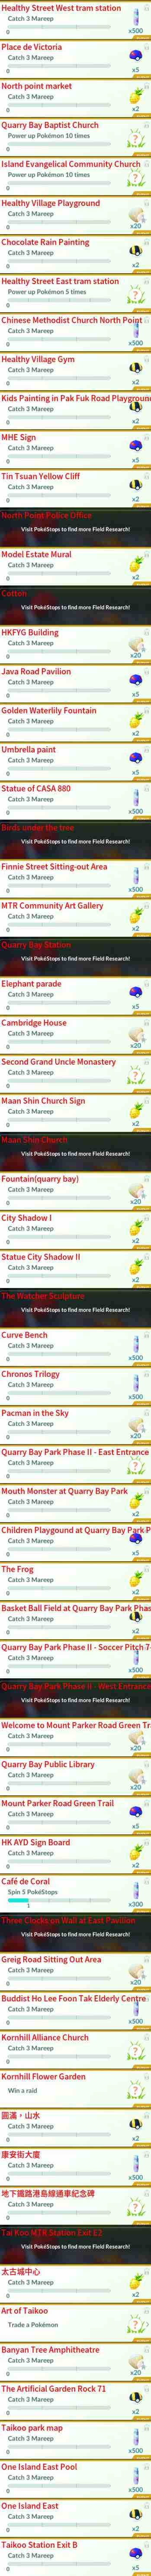 Healthy Street West tram station
Catch 3 Mareep
0
x500
Place de Victoria
Catch 3 Mareep
0
x5
North point market
Catch 3 Mareep
0
x2
Quarry Bay Baptist Church
Power up Pokémon 10 times
0
Island Evangelical Community Church
Power up Pokémon 10 times
0
Healthy Village Playground
Catch 3 Mareep
0
x20
Chocolate Rain Painting
Catch 3 Mareep
0
x2
Healthy Street East tram station
Power up Pokémon 5 times
0
Chinese Methodist Church North Point
Catch 3 Mareep
0
x500
Healthy Village Gym
Catch 3 Mareep
0
x2
Kids Painting in Pak Fuk Road Playground
Catch 3 Mareep
0
x2
MHE Sign
Catch 3 Mareep
0
x5
Tin Tsuan Yellow Cliff
Catch 3 Mareep
0
x2
North Point Police Office
Visit PokéStops to find more Field Research!
Model Estate Mural
Catch 3 Mareep
0
x2
Cotton
Visit PokéStops to find more Field Research!
HKFYG Building
Catch 3 Mareep
0
x20
Java Road Pavilion
Catch 3 Mareep
0
x5
Golden Waterlily Fountain
Catch 3 Mareep
0
x2
Umbrella paint
Catch 3 Mareep
0
x5
Statue of CASA 880
Catch 3 Mareep
0
x500
Birds under the tree
Visit PokéStops to find more Field Research!
Finnie Street Sitting-out Area
Catch 3 Mareep
0
x500
MTR Community Art Gallery
Catch 3 Mareep
0
x2
Quarry Bay Station
Visit PokéStops to find more Field Research!
Elephant parade
Catch 3 Mareep
0
x5
Cambridge House
Catch 3 Mareep
0
x20
Second Grand Uncle Monastery
Catch 3 Mareep
0
Maan Shin Church Sign
Catch 3 Mareep
0
x2
Maan Shin Church
Visit PokéStops to find more Field Research!
Fountain(quarry bay)
Catch 3 Mareep
0
x20
City Shadow I
Catch 3 Mareep
0
x2
Statue City Shadow II
Catch 3 Mareep
0
x2
The Watcher Sculpture
Visit PokéStops to find more Field Research!
Curve Bench
Catch 3 Mareep
0
x500
Chronos Trilogy
Catch 3 Mareep
0
x500
Pacman in the Sky
Catch 3 Mareep
0
x20
Quarry Bay Park Phase II - East Entrance
Catch 3 Mareep
0
Mouth Monster at Quarry Bay Park
Catch 3 Mareep
0
x2
Children Playgound at Quarry Bay Park P
Catch 3 Mareep
0
x5
The Frog
Catch 3 Mareep
0
x2
Basket Ball Field at Quarry Bay Park Phas
Catch 3 Mareep
0
x2
Quarry Bay Park Phase II - Soccer Pitch 7-
Catch 3 Mareep
0
x500
Quarry Bay Park Phase II - West Entrance
Visit PokéStops to find more Field Research!
Welcome to Mount Parker Road Green Tr
Catch 3 Mareep
0
x20
Quarry Bay Public Library
Catch 3 Mareep
0
x20
Mount Parker Road Green Trail
Catch 3 Mareep
0
x5
HK AYD Sign Board
Catch 3 Mareep
0
x2
Café de Coral
Spin 5 PokéStops
1
x300
Three Clocks on Wall at East Pavilion
Visit PokéStops to find more Field Research!
Greig Road Sitting Out Area
Catch 3 Mareep
0
x20
Buddist Ho Lee Foon Tak Elderly Centre
Catch 3 Mareep
0
x500
Kornhill Alliance Church
Catch 3 Mareep
0
Kornhill Flower Garden
Win a raid
圓滿，山水
Catch 3 Mareep
0
x2
康安街大廈
Catch 3 Mareep
0
x500
地下鐵路港島線通車紀念碑
Catch 3 Mareep
0
Tai Koo MTR Station Exit E3
Visit PokéStops to find more Field Research!
太古城中心
Catch 3 Mareep
0
x2
Art of Taikoo
Trade a Pokémon
Banyan Tree Amphitheatre
Catch 3 Mareep
0
x20
The Artificial Garden Rock 71
Catch 3 Mareep
0
x2
Taikoo park map
Catch 3 Mareep
0
x500
One Island East Pool
Catch 3 Mareep
0
x500
One Island East
Catch 3 Mareep
0
x2
Taikoo Station Exit B
Catch 3 Mareep
0
x5